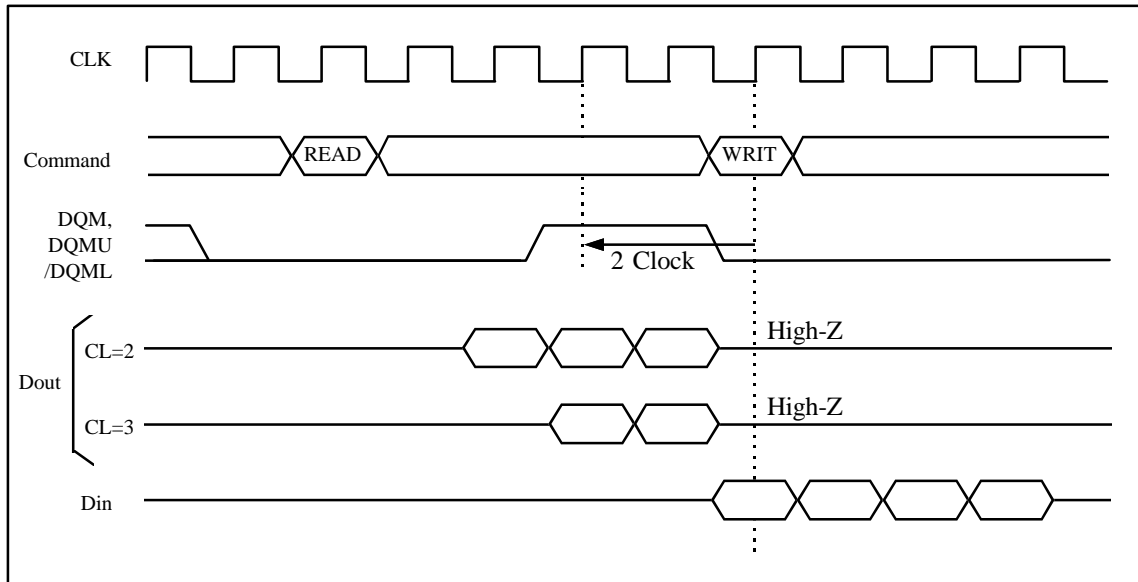 CLK
Command
READ
WRIT
DQM,
DQMU
/DQML
2 Clock
Dout
CL=2
High-Z
CL=3
High-Z
Din